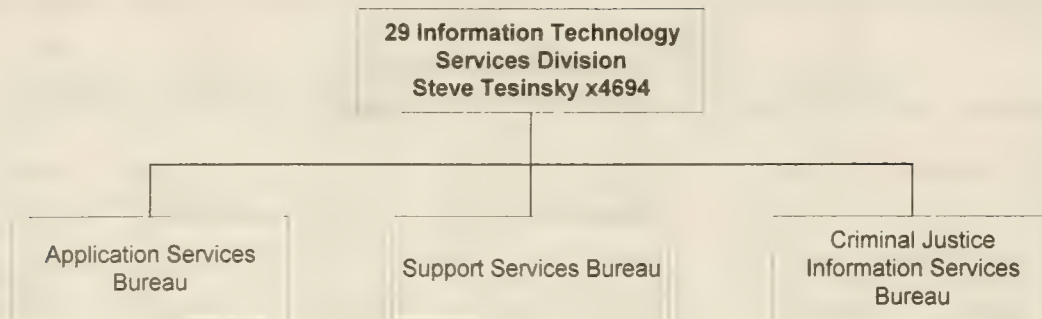 29 Information Technology
Services Division
Steve Tesinsky x4694
Application Services
Bureau
Support Services Bureau
Criminal Justice
Information Services
Bureau